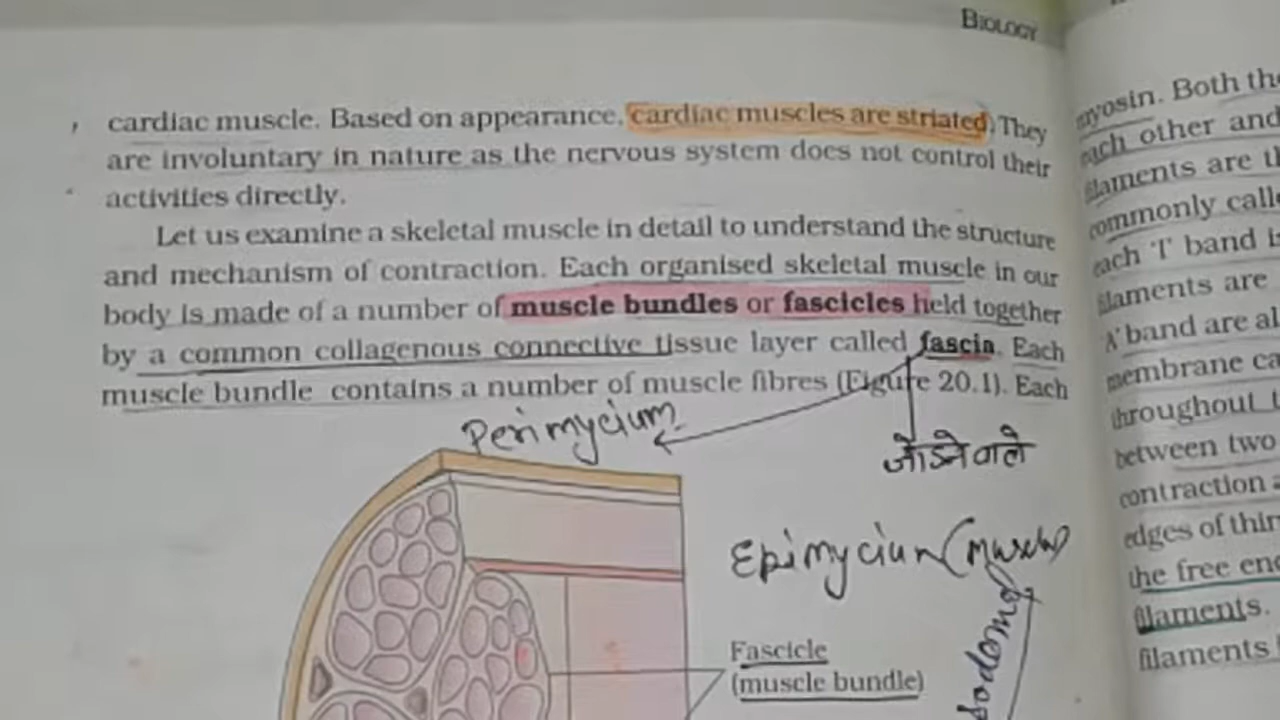 BIOLOGY
cardiac muscle. Based on appearance, cardiac muscles are striated. They
are involuntary in nature as the nervous system does not control their
activities directly.
Let us examine a skeletal muscle in detail to understand the structure
and mechanism of contraction. Each organised skeletal muscle in our
body is made of a number of muscle bundles or fascicles held together
by a common collagenous connective tissue layer called fascia. Each
muscle bundle contains a number of muscle fibres (Figure 20.1). Each
Perimycium
जोडने वाले
Epimycium (muscle)
Fascicle
(muscle bundle)
myosin. Both the
each other and
filaments are th
commonly calle
each 'I' band i
filaments are
'A' band are al
membrane ca
throughout t
between two
contraction a
edges of thin
the free end
filaments.
filaments